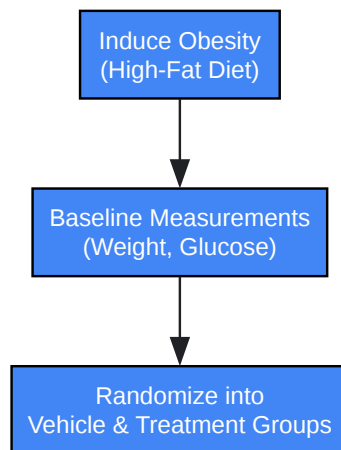 Induce Obesity
(High-Fat Diet)
Baseline Measurements
(Weight, Glucose)
Randomize into
Vehicle & Treatment Groups